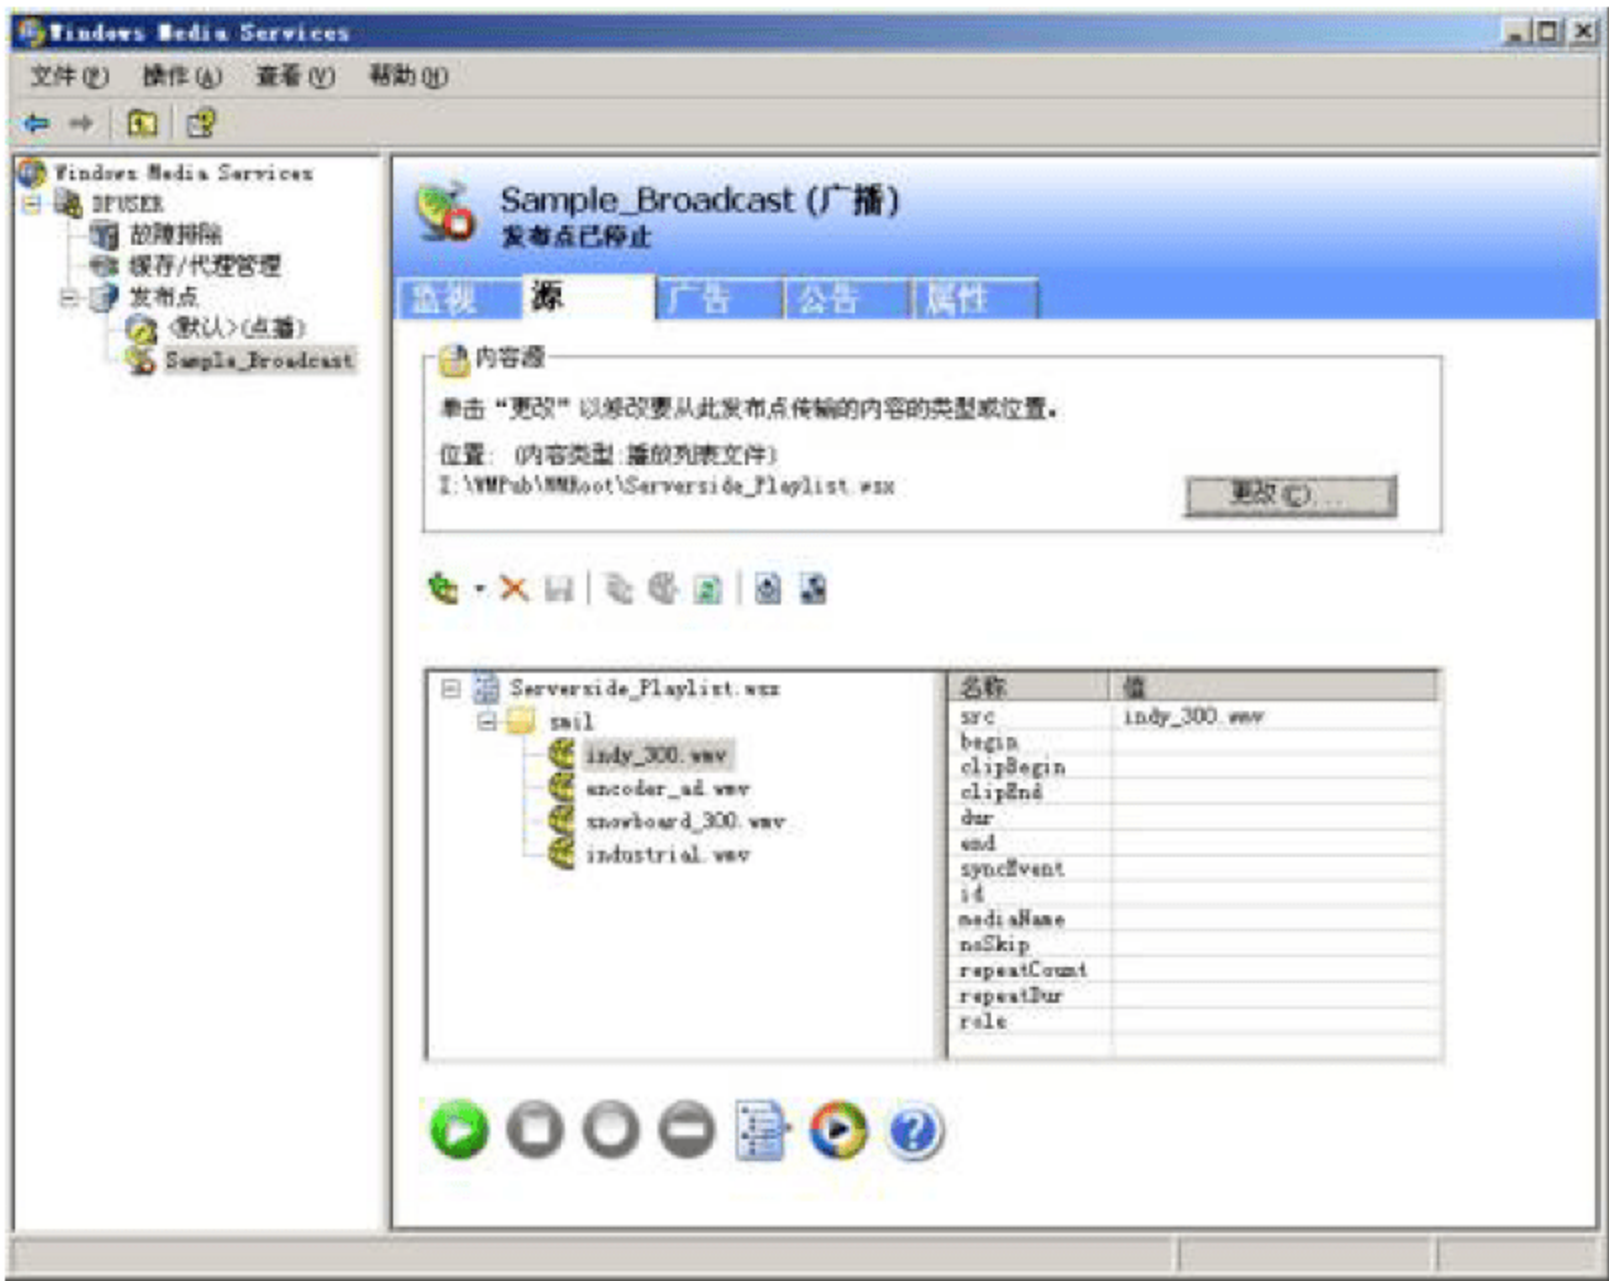 Windows Media Services
文件(F) 操作(A) 查看(V) 帮助(H)
Windows Media Services
DFUSER
故障排除
缓存/代理管理
发布点
<默认>(点播)
Sample_Broadcast
Sample_Broadcast (广播)
发布点已停止
监视 源 广告 公告 属性
内容源
单击“更改”以修改要从此发布点传输的内容的类型或位置。
位置: (内容类型:播放列表文件)
I:\WMPub\WMRoot\Serverside_Playlist.wsx
更改(C)...
Serverside_Playlist.wsx
smil
indy_300.wmv
encoder_ad.wmv
snowboard_300.wmv
industrial.wmv
名称 值
src indy_300.wmv
begin
clipBegin
clipEnd
dur
end
syncEvent
id
mediaName
noSkip
repeatCount
repeatDur
role